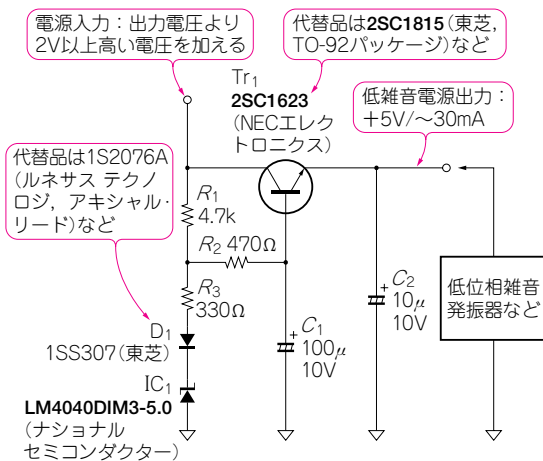 電源入力：出力電圧より
2V以上高い電圧を加える
代替品は2SC1815(東芝，
TO-92パッケージ)など
Tr1
2SC1623
(NECエレク
トロニクス)
低雑音電源出力：
＋5V/～30mA
代替品は1S2076A
(ルネサス テクノ
ロジ，アキシャル・
リード)など
R1
4.7k
R2 470Ω
R3
330Ω
D1
1SS307(東芝)
IC1
LM4040DIM3-5.0
(ナショナル
セミコンダクター)
+
C1
100μ
10V
+
C2
10μ
10V
低位相雑音
発振器など